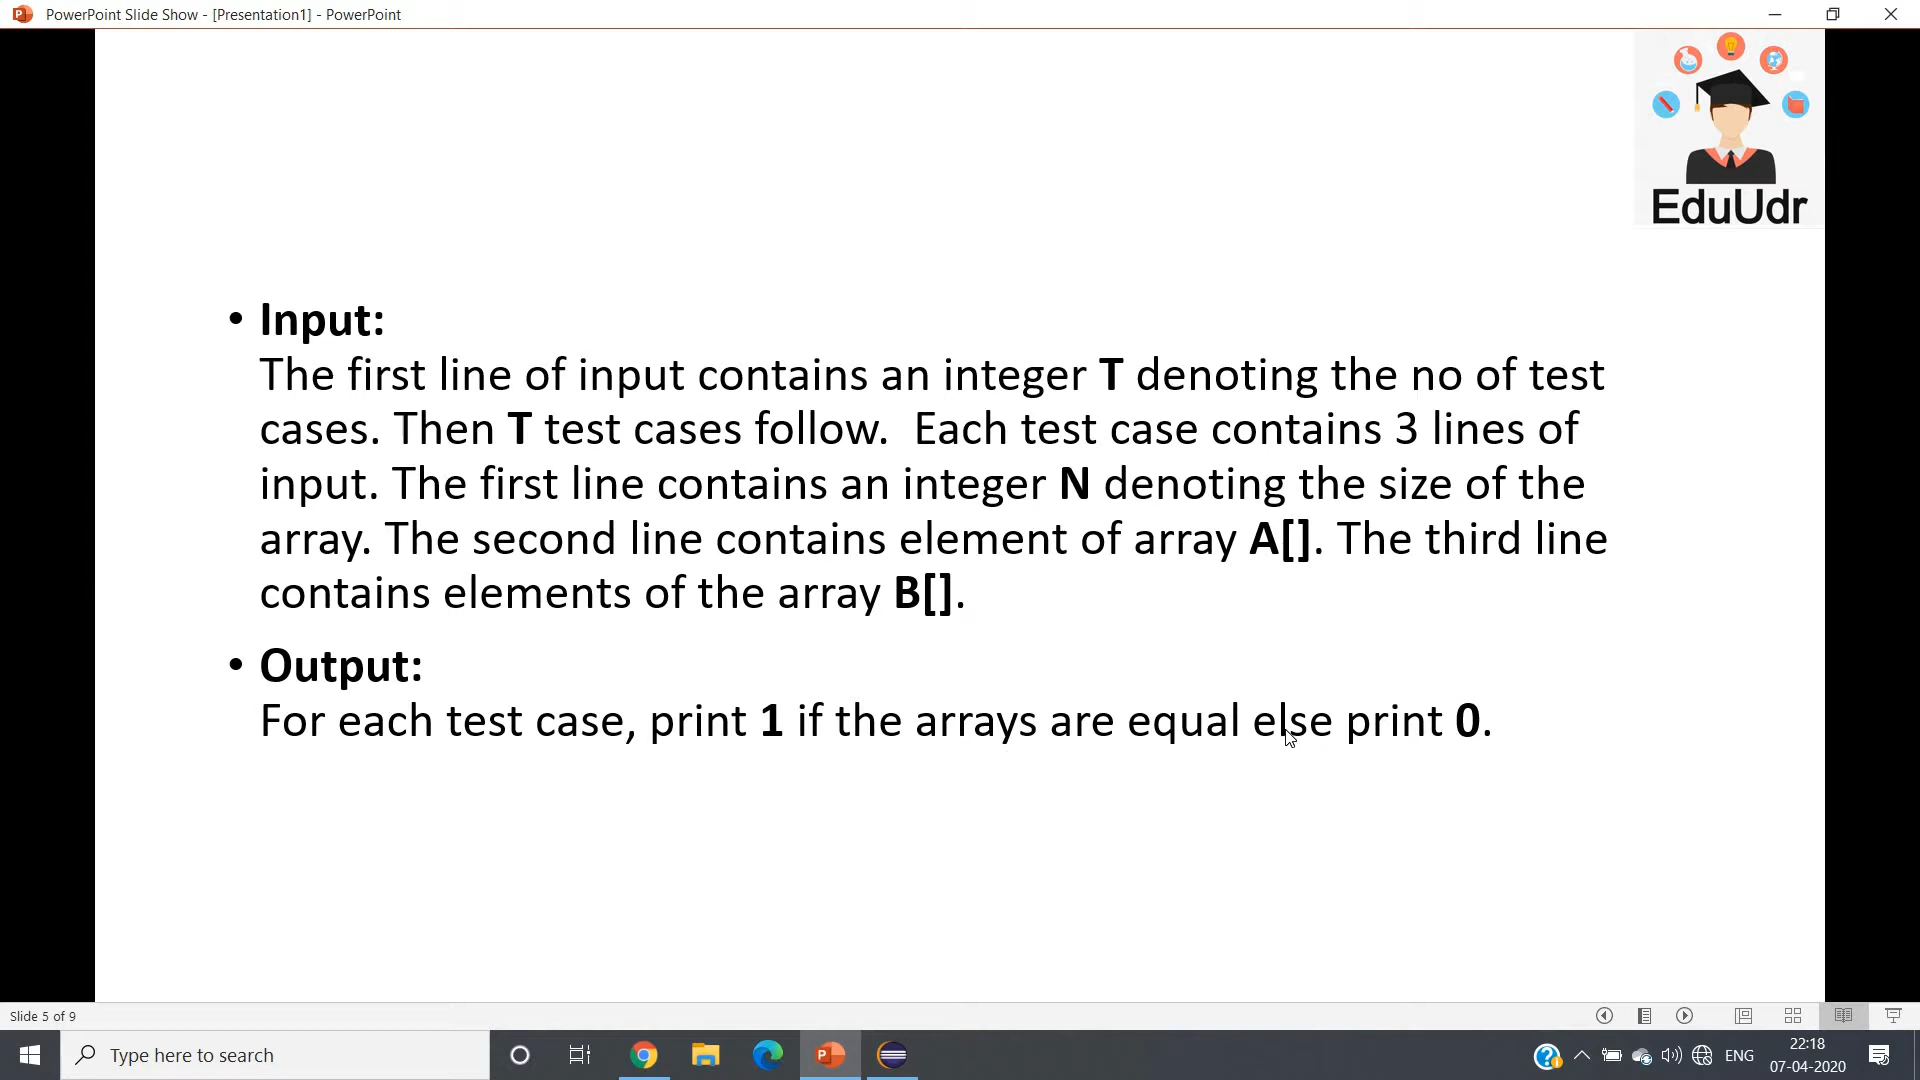 PowerPoint Slide Show - [Presentation1] - PowerPoint
EduUdr
• Input:
The first line of input contains an integer T denoting the no of test
cases. Then T test cases follow.  Each test case contains 3 lines of
input. The first line contains an integer N denoting the size of the
array. The second line contains element of array A[]. The third line
contains elements of the array B[].
• Output:
For each test case, print 1 if the arrays are equal else print 0.
Slide 5 of 9
Type here to search
ENG
22:18
07-04-2020